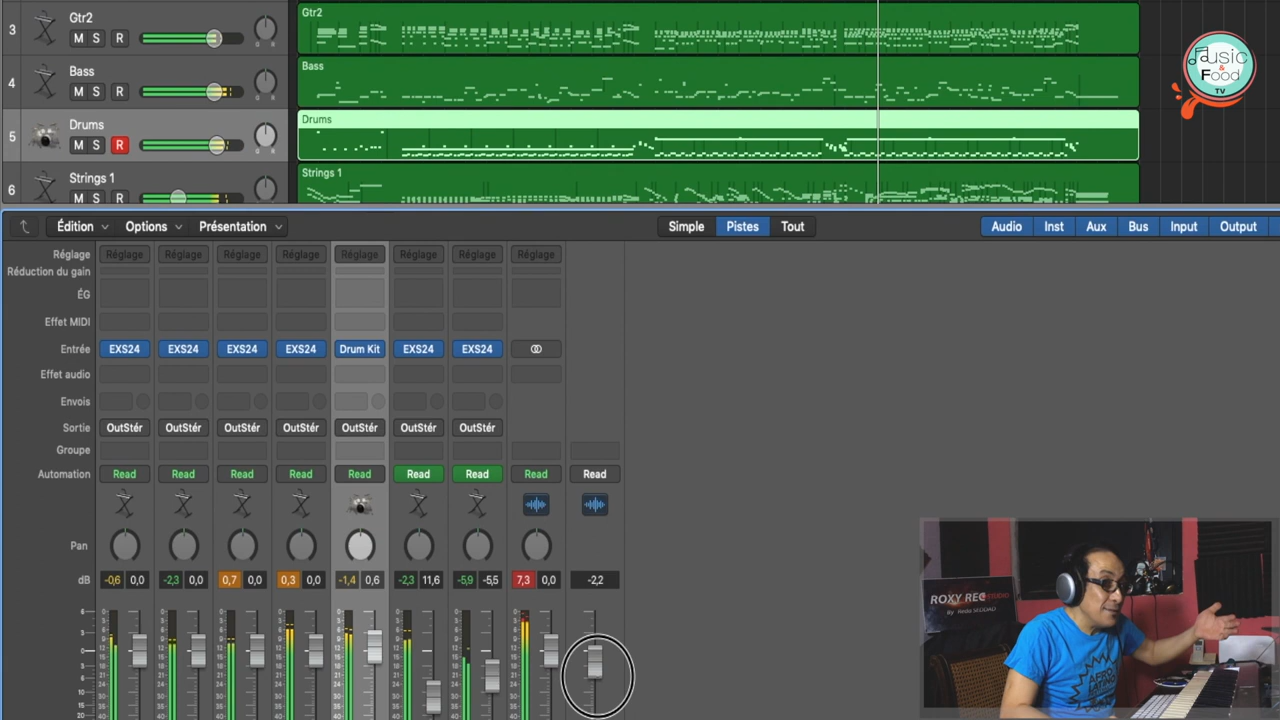 3
Gtr2
M S R
Gtr2
Music
&
Food
TV
4
Bass
M S R
Bass
5
Drums
M S R
Drums
6
Strings 1
M S R
Strings 1
Édition Options Présentation Simple Pistes Tout Audio Inst Aux Bus Input Output
Réglage Réglage Réglage Réglage Réglage Réglage Réglage Réglage Réglage
Réduction du gain
ÉG
Effet MIDI
Entrée EXS24 EXS24 EXS24 EXS24 Drum Kit EXS24 EXS24
Effet audio
Envois
Sortie OutStér OutStér OutStér OutStér OutStér OutStér OutStér
Groupe
Automation Read Read Read Read Read Read Read Read Read
Pan
dB -0,6 0,0 -2,3 0,0 0,7 0,0 0,3 0,0 -1,4 0,6 -2,3 11,6 -5,9 -5,5 7,3 0,0 -2,2
ROXY REC STUDIO
By Reda SEDDAD